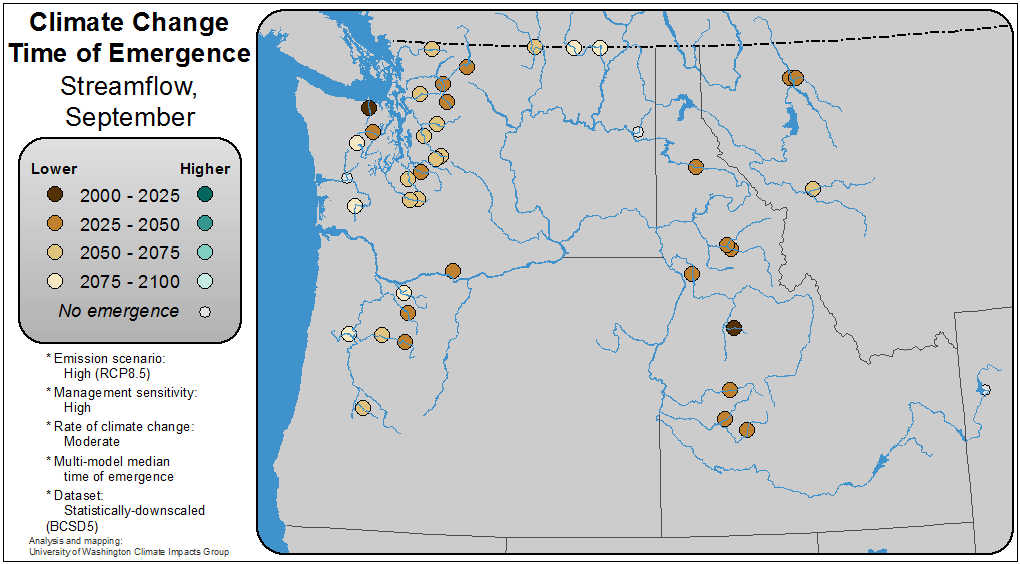 Climate Change
Time of Emergence
Streamflow,
September
Lower Higher
2000 - 2025
2025 - 2050
2050 - 2075
2075 - 2100
No emergence
* Emission scenario:
High (RCP8.5)
* Management sensitivity:
High
* Rate of climate change:
Moderate
* Multi-model median
time of emergence
* Dataset:
Statistically-downscaled
(BCSD5)
Analysis and mapping:
University of Washington Climate Impacts Group